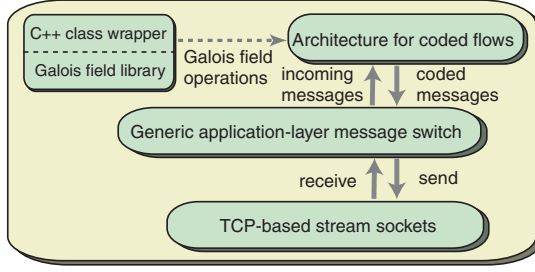 C++ class wrapper
Galois field library
Galois field
operations
Architecture for coded flows
incoming
messages
coded
messages
Generic application-layer message switch
receive
send
TCP-based stream sockets